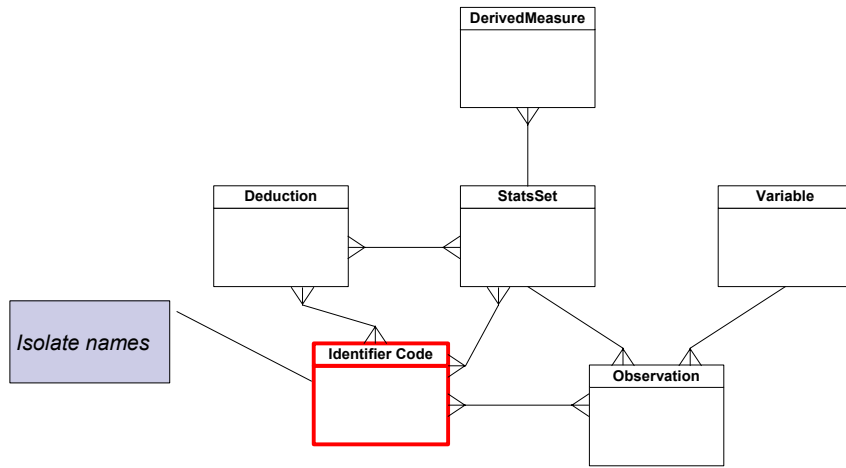 DerivedMeasure
Deduction
StatsSet
Variable
Isolate names
Identifier Code
Observation